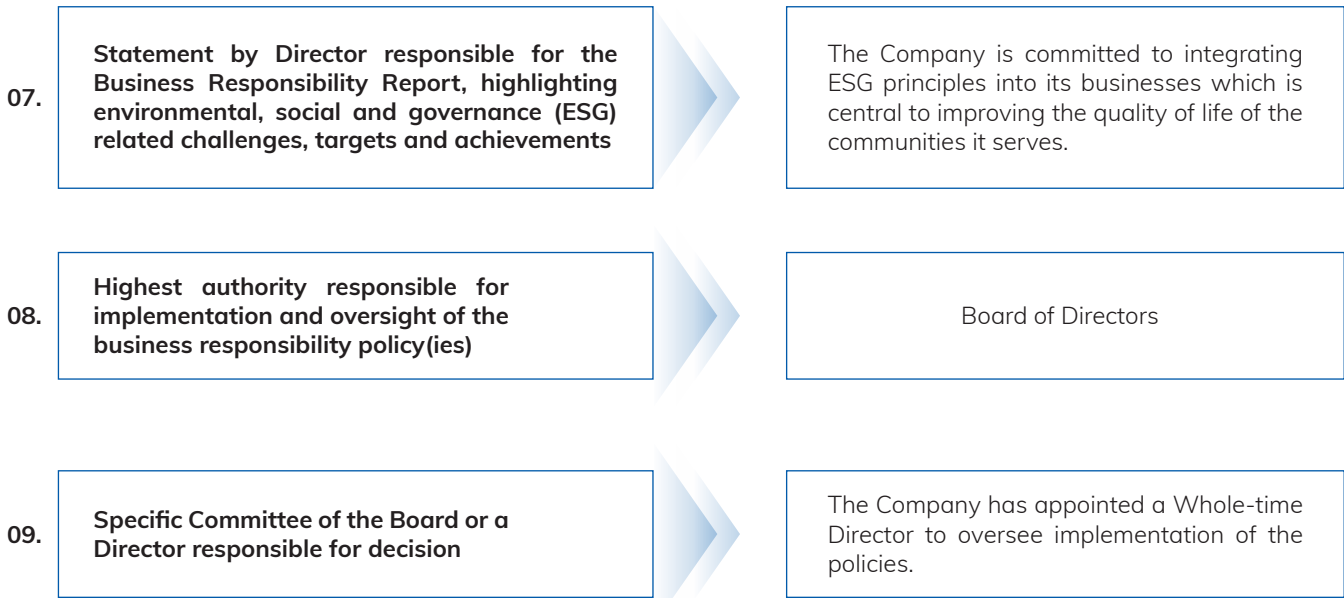 07.
Statement by Director responsible for the
Business Responsibility Report, highlighting
environmental, social and governance (ESG)
related challenges, targets and achievements
The Company is committed to integrating
ESG principles into its businesses which is
central to improving the quality of life of the
communities it serves.
08.
Highest authority responsible for
implementation and oversight of the
business responsibility policy(ies)
Board of Directors
09.
Specific Committee of the Board or a
Director responsible for decision
The Company has appointed a Whole-time
Director to oversee implementation of the
policies.